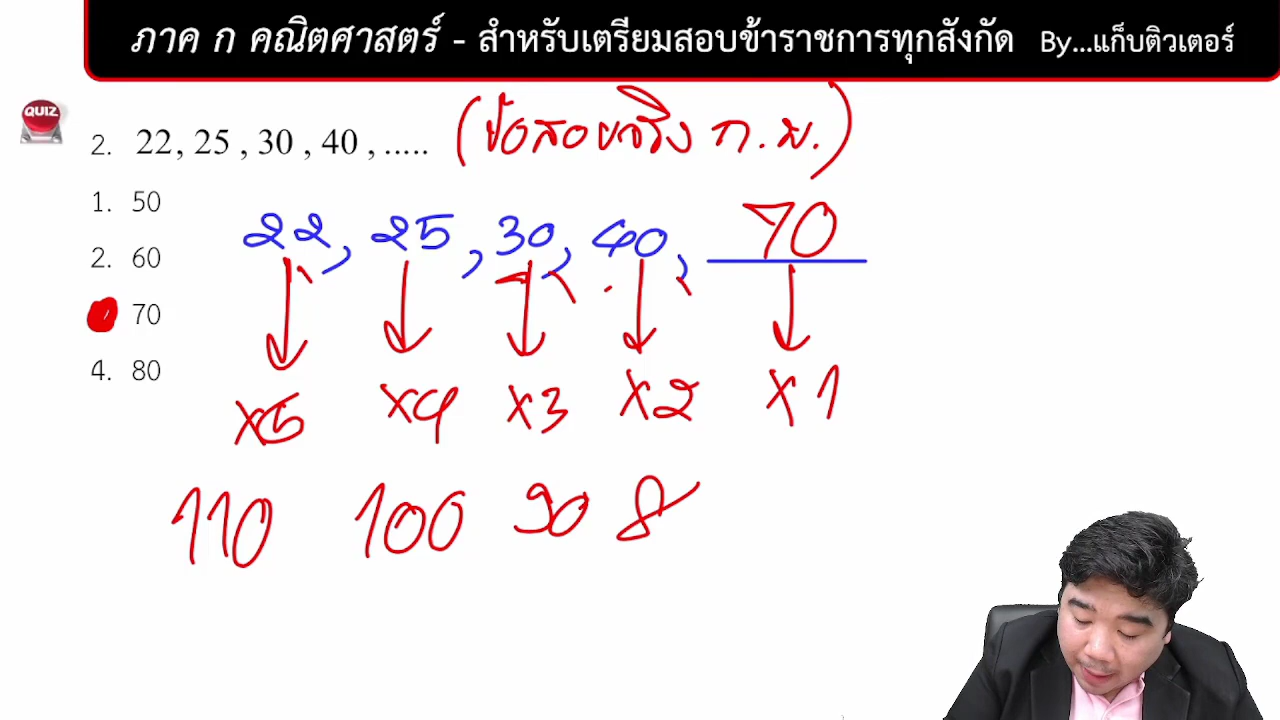 ภาค ก คณิตศาสตร์ - สำหรับเตรียมสอบข้าราชการทุกสังกัด By...แก็บติวเตอร์
QUIZ
2. 22, 25 , 30 , 40 , ..... (ข้อสอบจริง ก.พ.)
1. 50
22, 25, 30, 40, 70
2. 60
70
4. 80
x5 x4 x3 x2 x1
110 100 90 8